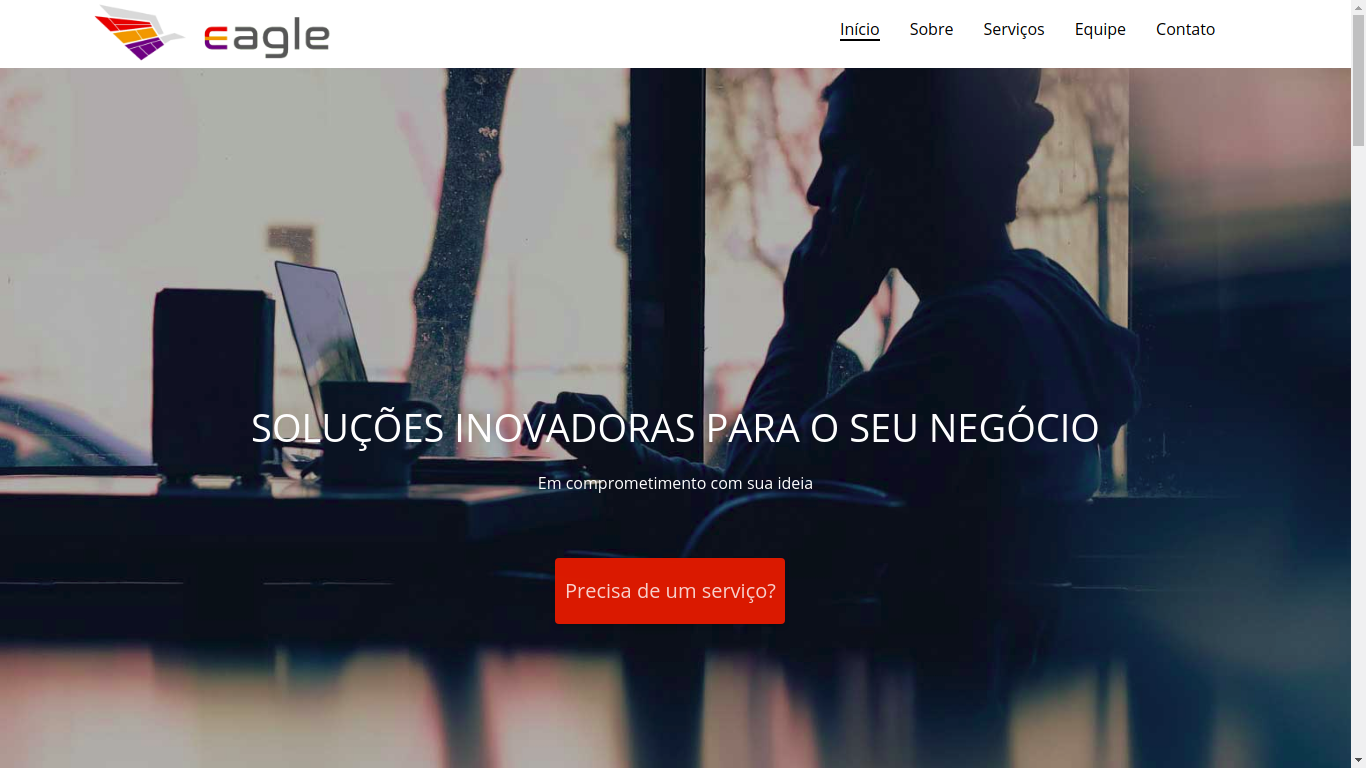 eagle
Início
Sobre
Serviços
Equipe
Contato
SOLUÇÕES INOVADORAS PARA O SEU NEGÓCIO
Em comprometimento com sua ideia
Precisa de um serviço?